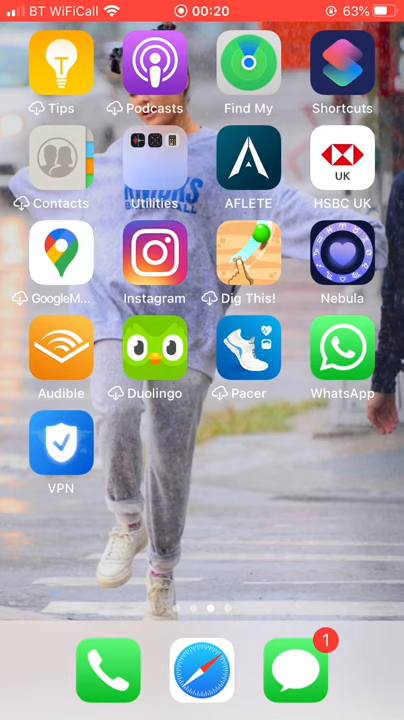 BT WiFiCall 00:20 63%
Tips Podcasts Find My Shortcuts
Contacts Utilities AFLETE HSBC UK
UK
GoogleM... Instagram Dig This! Nebula
Audible Duolingo Pacer WhatsApp
VPN
1